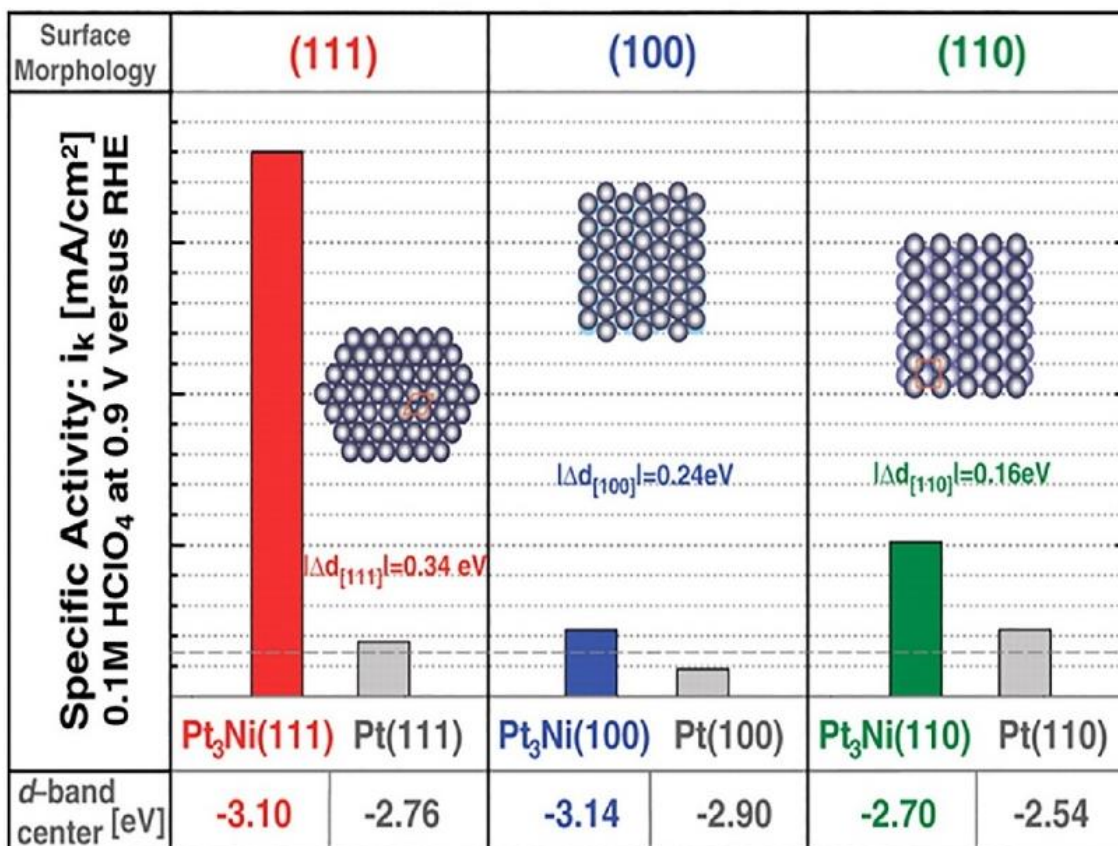 Surface
Morphology
(111)
(100)
(110)
Specific Activity: iₖ [mA/cm²]
0.1M HClO₄ at 0.9 V versus RHE
|Δd[111]|=0.34 eV
|Δd[100]|=0.24eV
|Δd[110]|=0.16eV
Pt₃Ni(111) Pt(111)
Pt₃Ni(100) Pt(100)
Pt₃Ni(110) Pt(110)
d-band
center [eV]
-3.10
-2.76
-3.14
-2.90
-2.70
-2.54